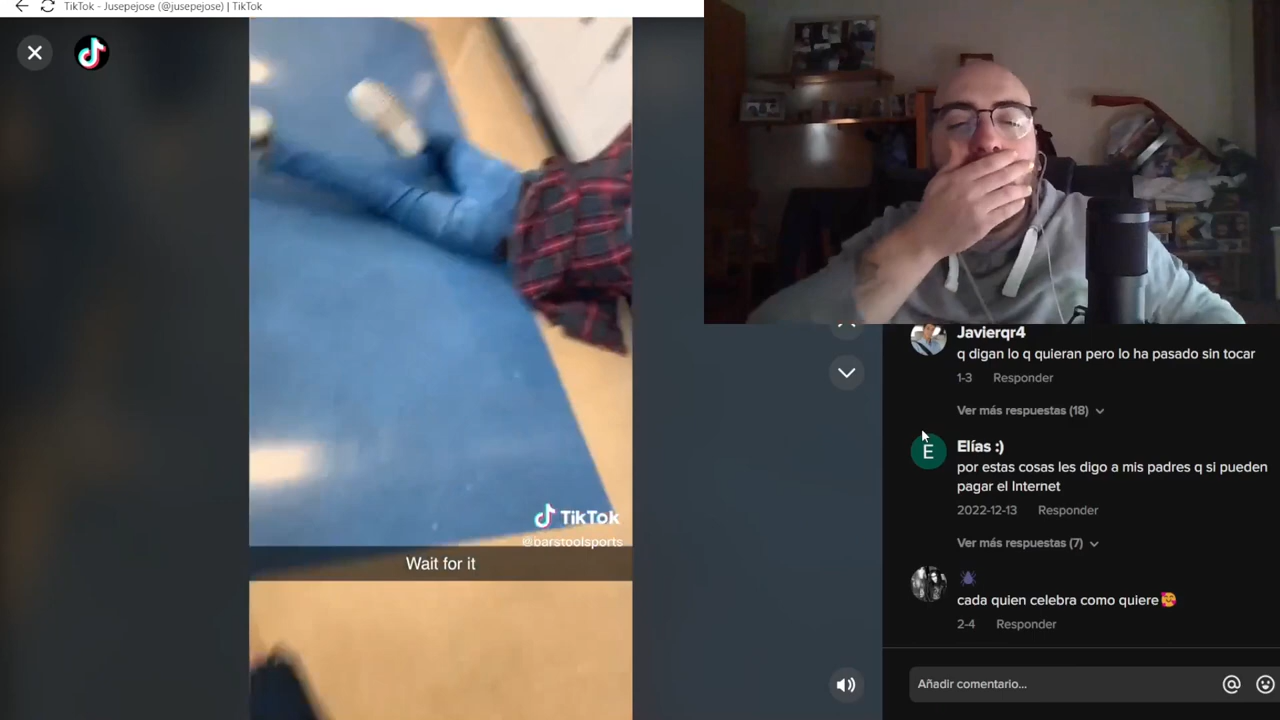 TikTok - Jusepejose (@jusepejose) | TikTok
TikTok
@barstoolsports
Wait for it
Javierqr4
q digan lo q quieran pero lo ha pasado sin tocar
1-3 Responder
Ver más respuestas (18)
E
Elías :)
por estas cosas les digo a mis padres q si pueden
pagar el Internet
2022-12-13 Responder
Ver más respuestas (7)
cada quien celebra como quiere🥰
2-4 Responder
Añadir comentario...